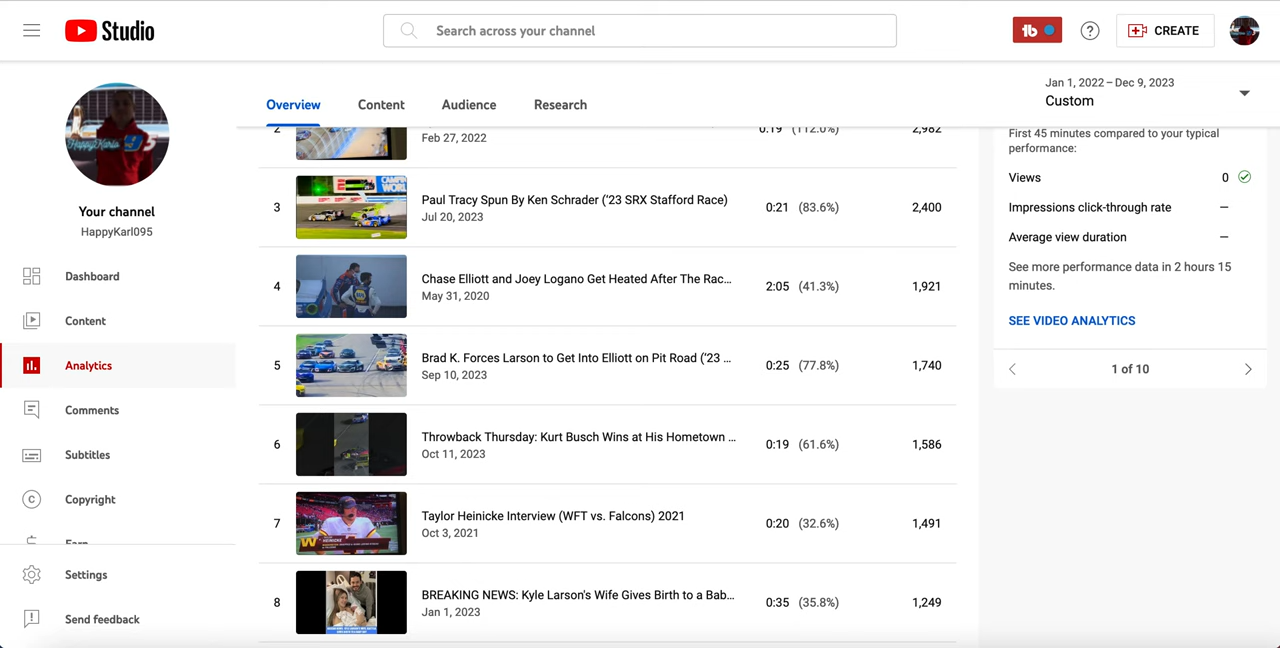 Studio
Search across your channel
CREATE
Your channel
HappyKarl095
Dashboard
Content
Analytics
Comments
Subtitles
Copyright
Earn
Settings
Send feedback
Overview Content Audience Research
Jan 1, 2022 – Dec 9, 2023
Custom
2 Feb 27, 2022 0:19 (112.0%) 2,982
3 Paul Tracy Spun By Ken Schrader ('23 SRX Stafford Race) 0:21 (83.6%) 2,400
Jul 20, 2023
4 Chase Elliott and Joey Logano Get Heated After The Rac... 2:05 (41.3%) 1,921
May 31, 2020
5 Brad K. Forces Larson to Get Into Elliott on Pit Road ('23 ... 0:25 (77.8%) 1,740
Sep 10, 2023
6 Throwback Thursday: Kurt Busch Wins at His Hometown ... 0:19 (61.6%) 1,586
Oct 11, 2023
7 Taylor Heinicke Interview (WFT vs. Falcons) 2021 0:20 (32.6%) 1,491
Oct 3, 2021
8 BREAKING NEWS: Kyle Larson's Wife Gives Birth to a Bab... 0:35 (35.8%) 1,249
Jan 1, 2023
First 45 minutes compared to your typical
performance:
Views 0
Impressions click-through rate —
Average view duration —
See more performance data in 2 hours 15
minutes.
SEE VIDEO ANALYTICS
1 of 10